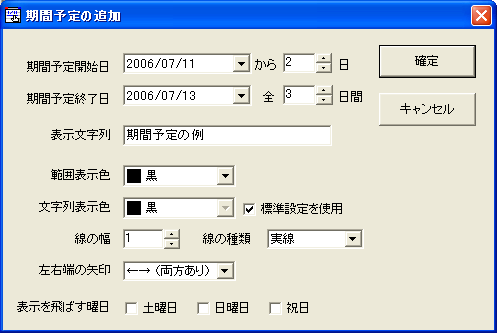 期間予定の追加
期間予定開始日 2006/07/11 から 2 日 確定
期間予定終了日 2006/07/13 全 3 日間 キャンセル
表示文字列 期間予定の例
範囲表示色 黒
文字列表示色 黒 標準設定を使用
線の幅 1 線の種類 実線
左右端の矢印 ←→（両方あり）
表示を飛ばす曜日 土曜日 日曜日 祝日